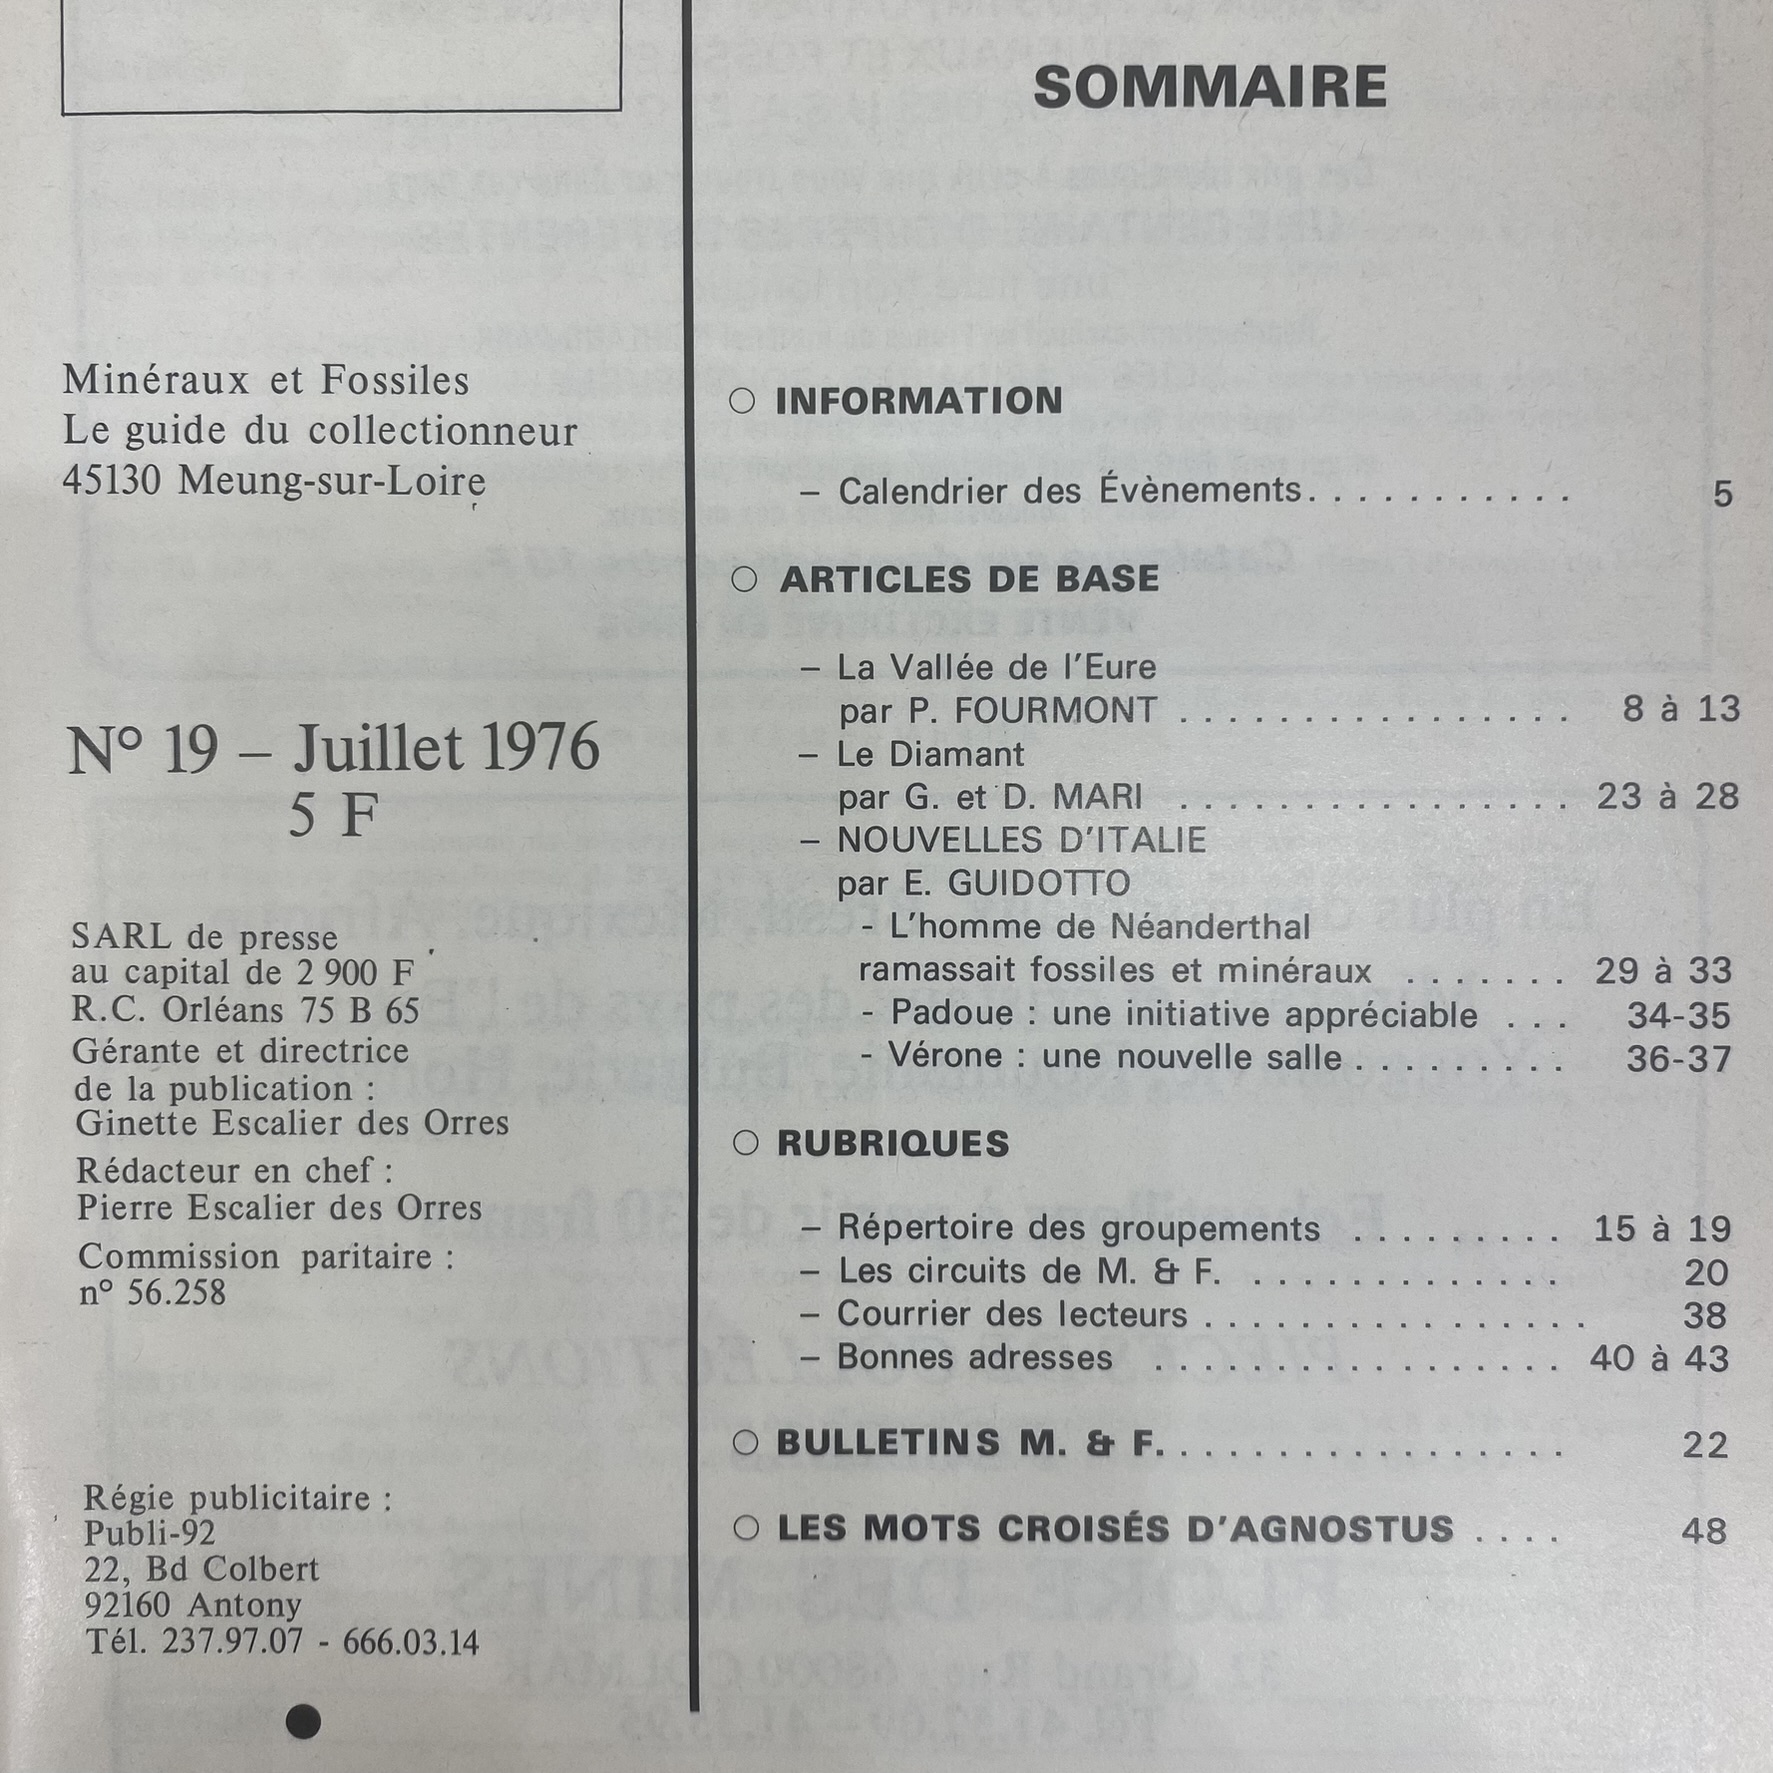 Minéraux et Fossiles
Le guide du collectionneur
45130 Meung-sur-Loire
Nº 19 – Juillet 1976
5 F
SARL de presse
au capital de 2 900 F
R.C. Orléans 75 B 65
Gérante et directrice
de la publication :
Ginette Escalier des Orres
Rédacteur en chef :
Pierre Escalier des Orres
Commission paritaire :
nº 56.258
Régie publicitaire :
Publi-92
22, Bd Colbert
92160 Antony
Tél. 237.97.07 - 666.03.14
SOMMAIRE
○ INFORMATION
– Calendrier des Évènements. . . . . . . . . . . 5
○ ARTICLES DE BASE
– La Vallée de l'Eure
par P. FOURMONT . . . . . . . . . . . . . . . . 8 à 13
– Le Diamant
par G. et D. MARI . . . . . . . . . . . . . . . . 23 à 28
– NOUVELLES D'ITALIE
par E. GUIDOTTO
- L'homme de Néanderthal
ramassait fossiles et minéraux . . . . . . . 29 à 33
- Padoue : une initiative appréciable . . . 34-35
- Vérone : une nouvelle salle . . . . . . . . . 36-37
○ RUBRIQUES
– Répertoire des groupements . . . . . . . . . 15 à 19
– Les circuits de M. & F. . . . . . . . . . . . . . 20
– Courrier des lecteurs . . . . . . . . . . . . . . . . 38
– Bonnes adresses . . . . . . . . . . . . . . . . . 40 à 43
○ BULLETINS M. & F. . . . . . . . . . . . . . . . . 22
○ LES MOTS CROISÉS D'AGNOSTUS . . . . 48